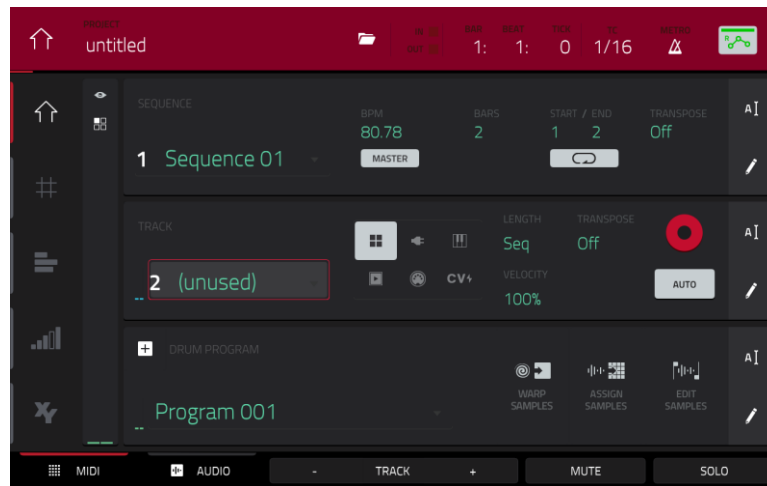 PROJECT
untitled
IN
OUT
BAR BEAT TICK TC METRO
1: 1: 0 1/16
R
SEQUENCE
1 Sequence 01
BPM BARS START / END TRANSPOSE
80.78 2 1 2 Off
MASTER
TRACK
2 (unused)
CV
LENGTH TRANSPOSE
Seq Off
VELOCITY
100%
AUTO
DRUM PROGRAM
Program 001
WARP SAMPLES
ASSIGN SAMPLES
EDIT SAMPLES
A
A
A
XY
MIDI AUDIO - TRACK + MUTE SOLO